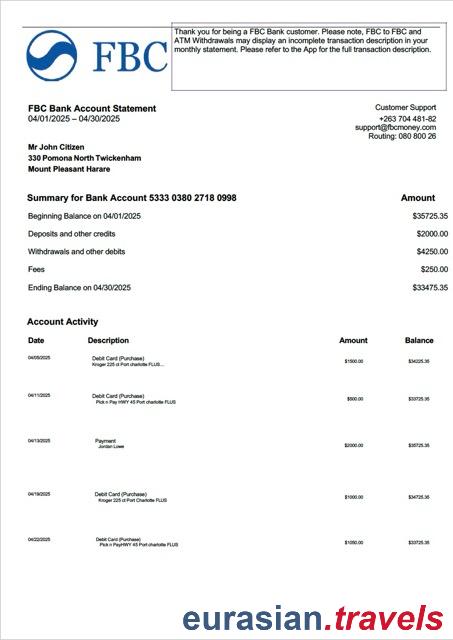 FBC
Thank you for being a FBC Bank customer. Please note, FBC to FBC and
ATM Withdrawals may display an incomplete transaction description in your
monthly statement. Please refer to the App for the full transaction description.
FBC Bank Account Statement
04/01/2025 – 04/30/2025
Customer Support
+263 704 481-82
support@fbcmoney.com
Routing: 080 800 26
Mr John Citizen
330 Pomona North Twickenham
Mount Pleasant Harare
Summary for Bank Account 5333 0380 2718 0998 Amount
Beginning Balance on 04/01/2025 $35725.35
Deposits and other credits $2000.00
Withdrawals and other debits $4250.00
Fees $250.00
Ending Balance on 04/30/2025 $33475.35
Account Activity
Date Description Amount Balance
04/05/2025 Debit Card (Purchase) $1500.00 $34225.35
Kroger 225 ct Port charlotte FLUS...
04/11/2025 Debit Card (Purchase) $500.00 $33725.35
Pick n Pay HWY 45 Port charlotte FLUS
04/13/2025 Payment $2000.00 $35725.35
Jordan Lowe
04/19/2025 Debit Card (Purchase) $1000.00 $34725.35
Kroger 225 ct Port Charlotte FLUS
04/22/2025 Debit Card (Purchase) $1050.00 $33725.35
Pick n PayHWY 45 Port charlotte FLUS
eurasian.travels